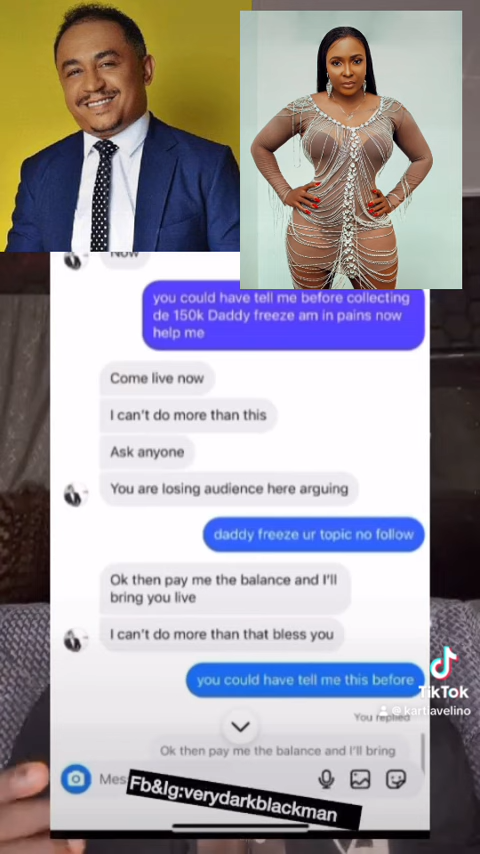 Now
you could have tell me before collecting
de 150k Daddy freeze am in pains now
help me
Come live now
I can't do more than this
Ask anyone
You are losing audience here arguing
daddy freeze ur topic no follow
Ok then pay me the balance and I'll
bring you live
I can't do more than that bless you
you could have tell me this before
TikTok
@kartiavelino
You replied
Ok then pay me the balance and I'll bring
Mes
Fb&Ig:verydarkblackman